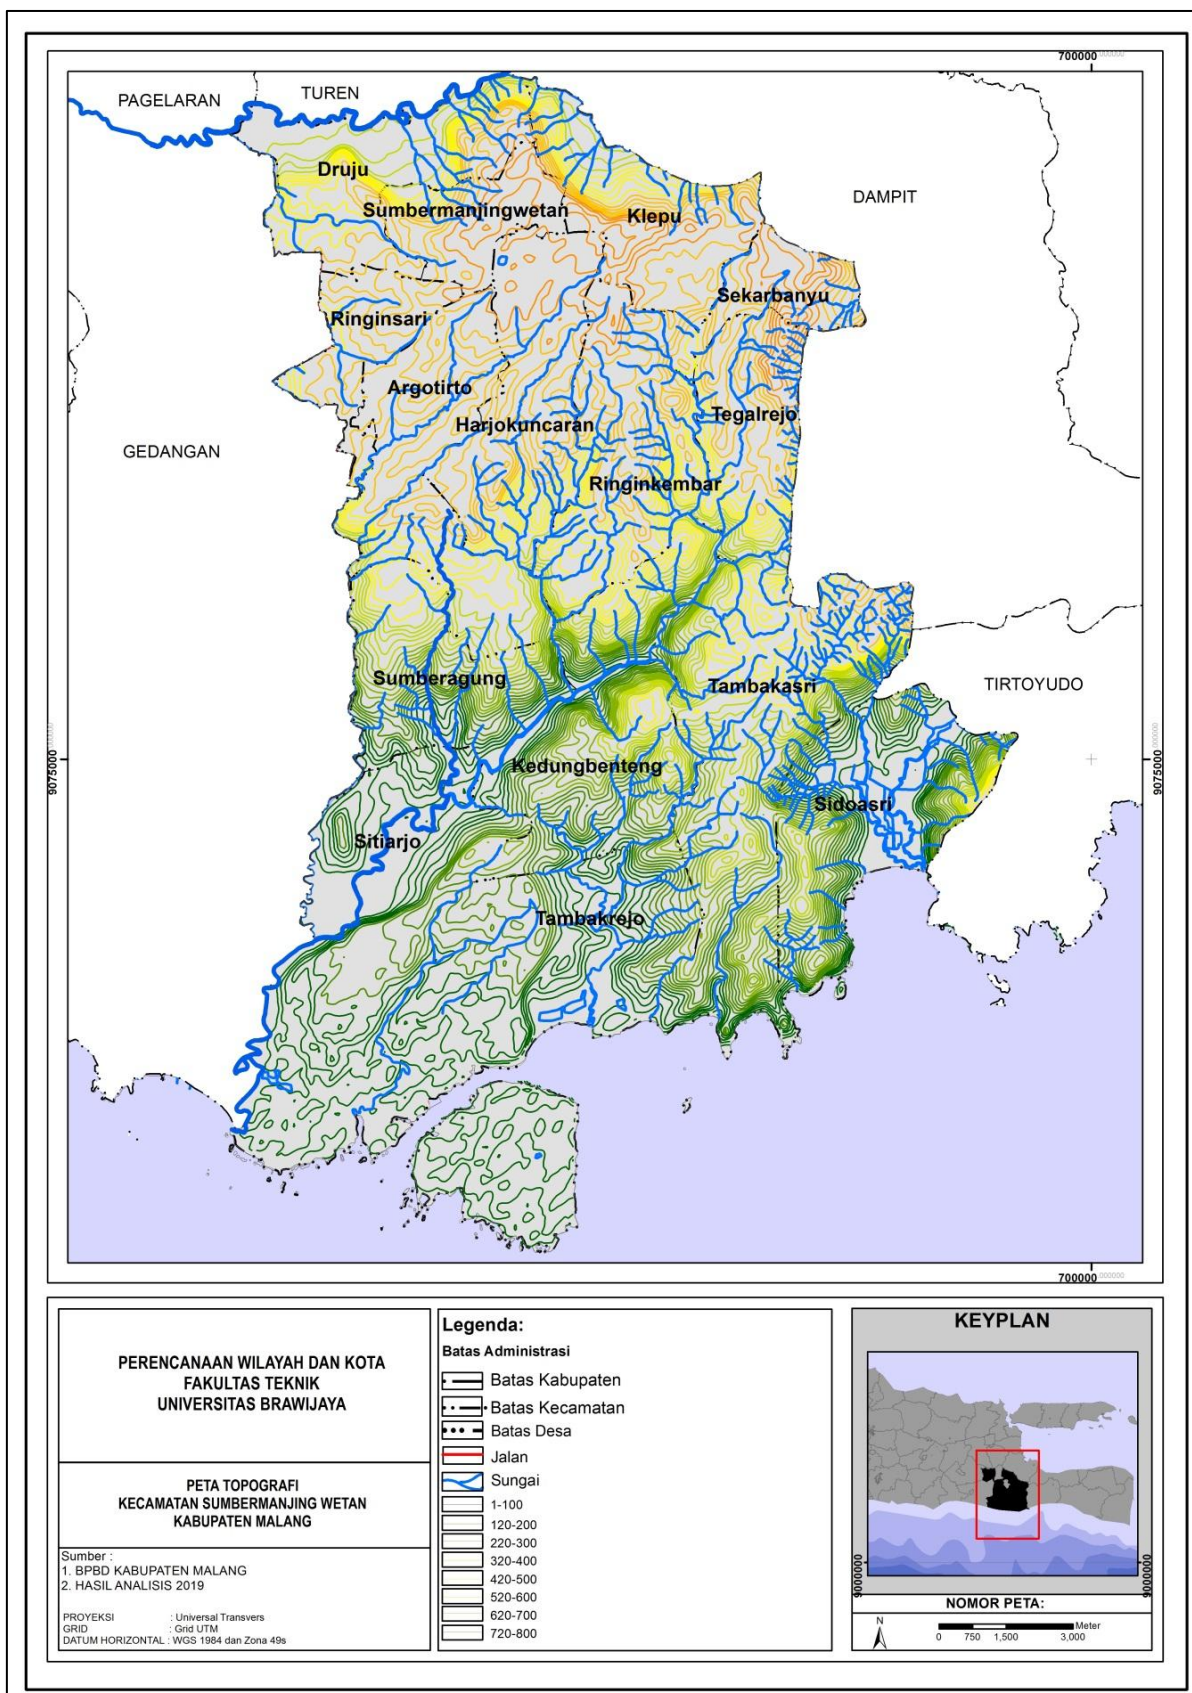 700000
PAGELARAN
TUREN
Druju
Sumbermanjingwetan
Klepu
DAMPIT
Sekarbanyu
Ringinsari
Argotirto
Harjokuncaran
Tegalrejo
GEDANGAN
Ringinkembar
Sumberagung
Tambakasri
TIRTOYUDO
9075000
9075000
Kedungbenteng
Sidoasri
Sitiarjo
Tambakrejo
700000
PERENCANAAN WILAYAH DAN KOTA
FAKULTAS TEKNIK
UNIVERSITAS BRAWIJAYA
PETA TOPOGRAFI
KECAMATAN SUMBERMANJING WETAN
KABUPATEN MALANG
Sumber :
1. BPBD KABUPATEN MALANG
2. HASIL ANALISIS 2019
PROYEKSI : Universal Transvers
GRID : Grid UTM
DATUM HORIZONTAL : WGS 1984 dan Zona 49s
Legenda:
Batas Administrasi
Batas Kabupaten
Batas Kecamatan
Batas Desa
Jalan
Sungai
1-100
120-200
220-300
320-400
420-500
520-600
620-700
720-800
KEYPLAN
9000000
9000000
NOMOR PETA:
N
Meter
0 750 1,500 3,000